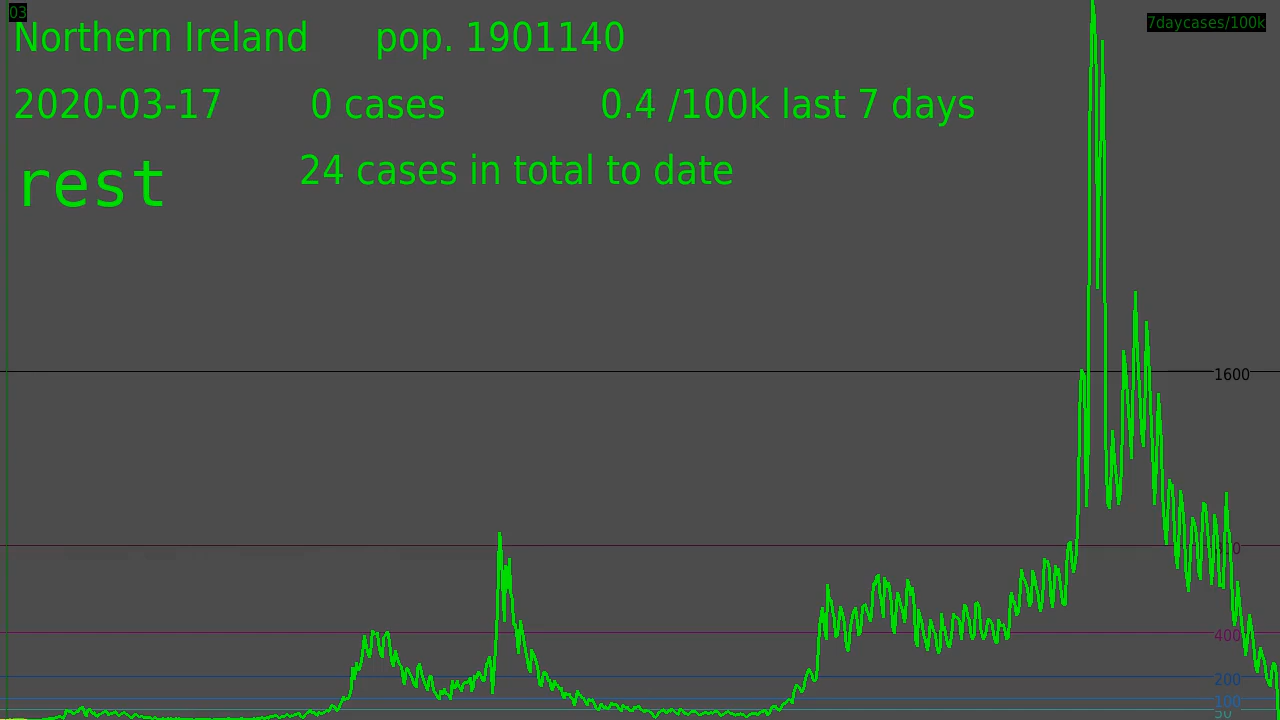 03
7daycases/100k
Northern Ireland pop. 1901140
2020-03-17 0 cases 0.4 /100k last 7 days
24 cases in total to date
rest
1600
400
200
100
50